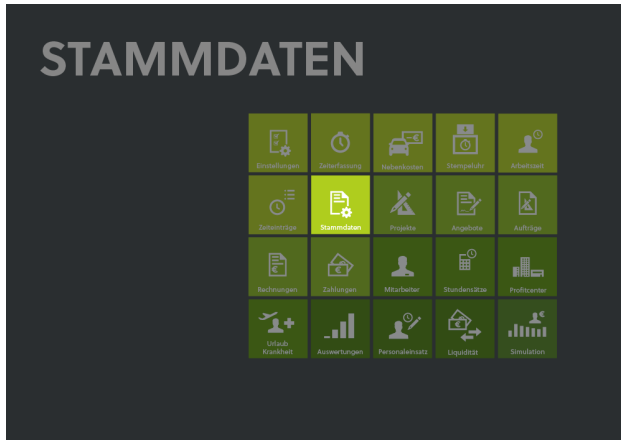 STAMMDATEN
Einstellungen
Zeiterfassung
Nebenkosten
Stempeluhr
Arbeitszeit
Zeiteinträge
Stammdaten
Projekte
Angebote
Aufträge
Rechnungen
Zahlungen
Mitarbeiter
Stundensätze
Profitcenter
Urlaub
Krankheit
Auswertungen
Personaleinsatz
Liquidität
Simulation